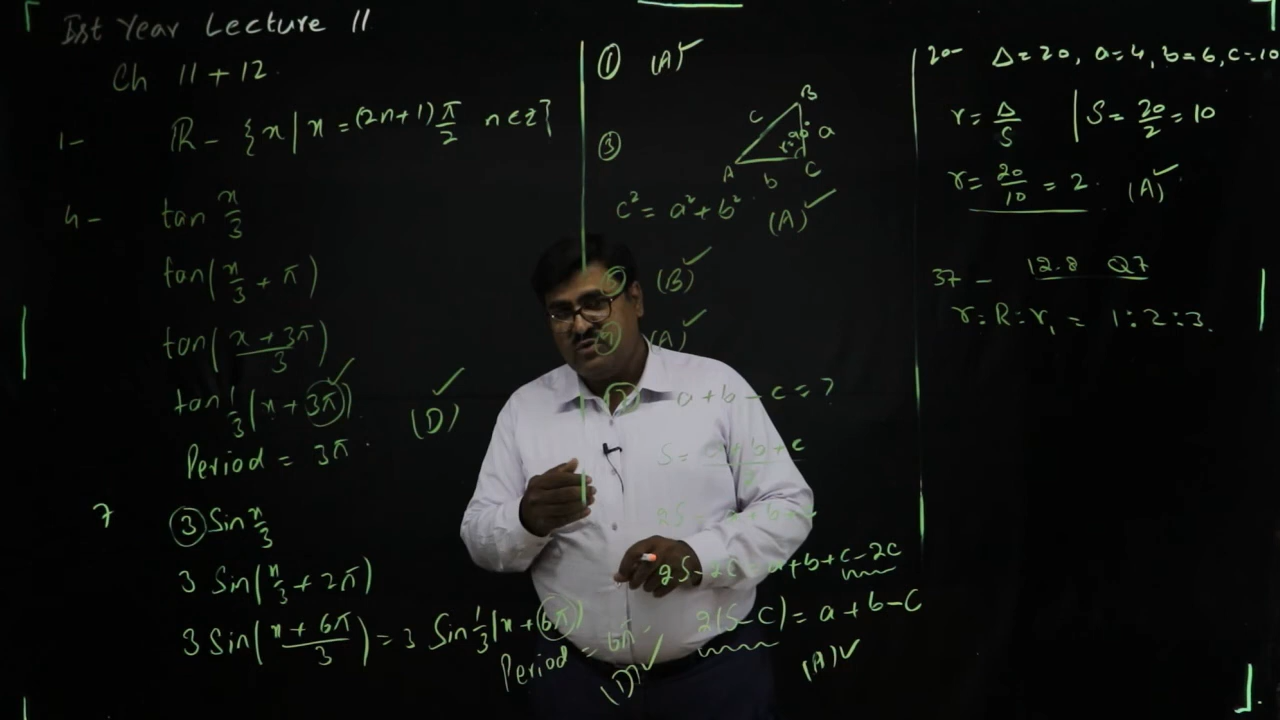 Ist Year Lecture 11
Ch 11 + 12
1- R - {x | x = (2n+1) π/2 n∈z}
4- tan x/3
tan(x/3 + π)
tan(x + 3π / 3)
tan 1/3 (x + 3π)
(D) ✓
Period = 3π
7 3 Sin x/3
3 Sin(x/3 + 2π)
3 Sin(x + 6π / 3) = 3 Sin 1/3 (x + 6π)
Period = 6π
(D) ✓
① (A) ✓
③
B
c a
90
A b C
c² = a² + b² (A) ✓
(B) ✓
(A) ✓
a + b - c = ?
S = a + b + c / 2
2S - 2c = a + b + c - 2c
2(S - C) = a + b - c
(A) ✓
20- Δ = 20, a = 4, b = 6, c = 10
r = Δ/S | S = 20/2 = 10
r = 20/10 = 2 (A) ✓
37 - 12.8 Q7
r : R : r₁ = 1 : 2 : 3.